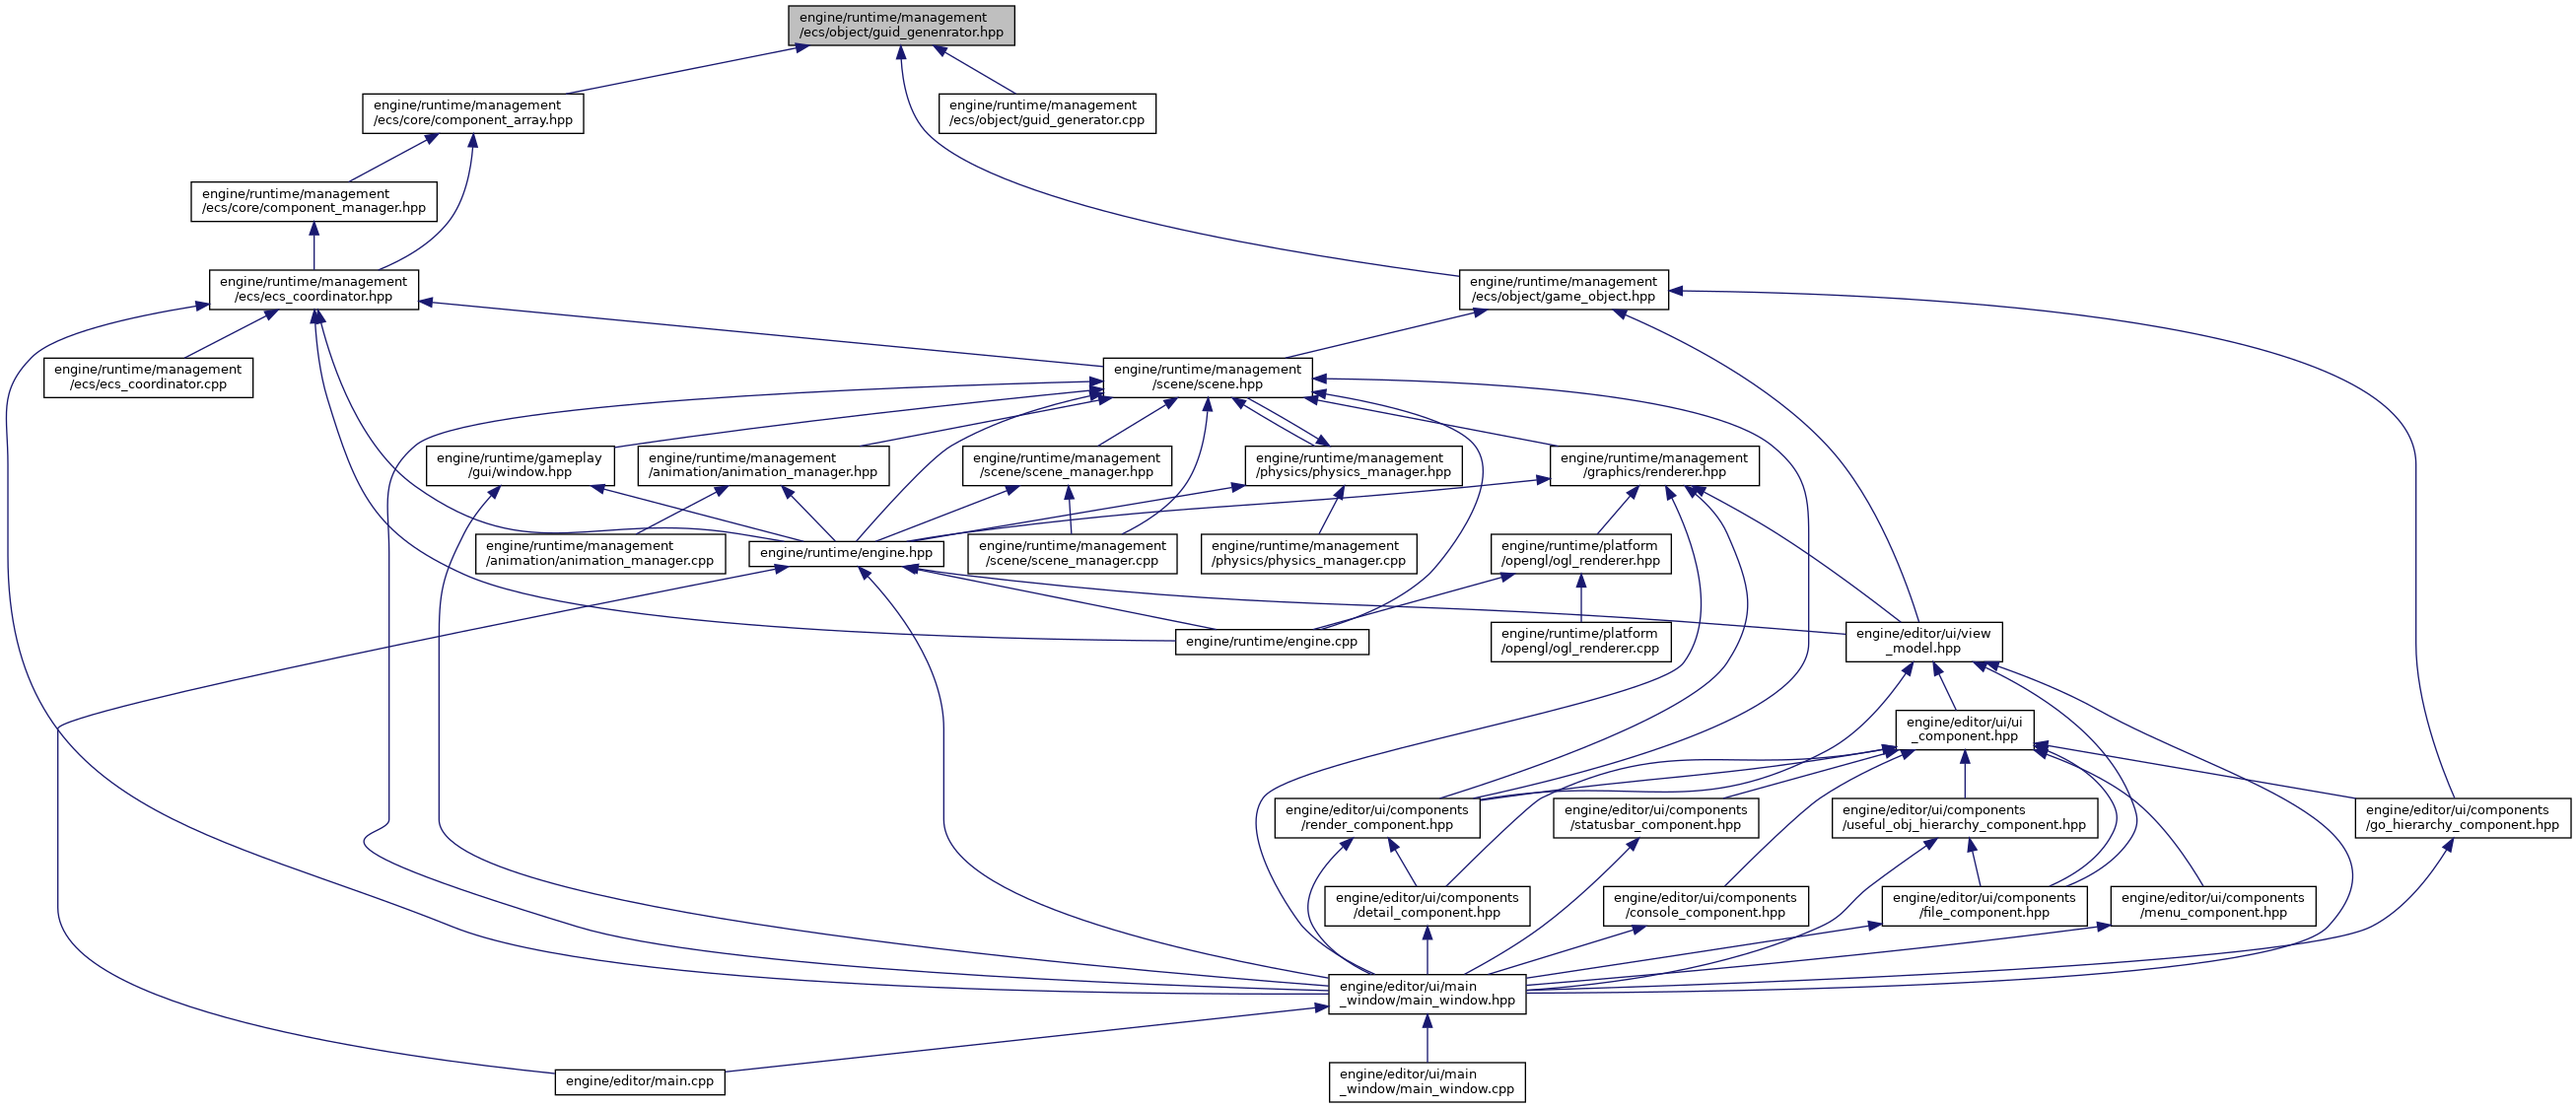 engine/runtime/management
/ecs/object/guid_genenrator.hpp
engine/runtime/management
/ecs/core/component_array.hpp
engine/runtime/management
/ecs/object/guid_generator.cpp
engine/runtime/management
/ecs/core/component_manager.hpp
engine/runtime/management
/ecs/ecs_coordinator.hpp
engine/runtime/management
/ecs/object/game_object.hpp
engine/runtime/management
/ecs/ecs_coordinator.cpp
engine/runtime/management
/scene/scene.hpp
engine/runtime/gameplay
/gui/window.hpp
engine/runtime/management
/animation/animation_manager.hpp
engine/runtime/management
/scene/scene_manager.hpp
engine/runtime/management
/physics/physics_manager.hpp
engine/runtime/management
/graphics/renderer.hpp
engine/runtime/management
/animation/animation_manager.cpp
engine/runtime/engine.hpp
engine/runtime/management
/scene/scene_manager.cpp
engine/runtime/management
/physics/physics_manager.cpp
engine/runtime/platform
/opengl/ogl_renderer.hpp
engine/runtime/engine.cpp
engine/runtime/platform
/opengl/ogl_renderer.cpp
engine/editor/ui/view
_model.hpp
engine/editor/ui/ui
_component.hpp
engine/editor/ui/components
/render_component.hpp
engine/editor/ui/components
/statusbar_component.hpp
engine/editor/ui/components
/useful_obj_hierarchy_component.hpp
engine/editor/ui/components
/go_hierarchy_component.hpp
engine/editor/ui/components
/detail_component.hpp
engine/editor/ui/components
/console_component.hpp
engine/editor/ui/components
/file_component.hpp
engine/editor/ui/components
/menu_component.hpp
engine/editor/ui/main
_window/main_window.hpp
engine/editor/main.cpp
engine/editor/ui/main
_window/main_window.cpp